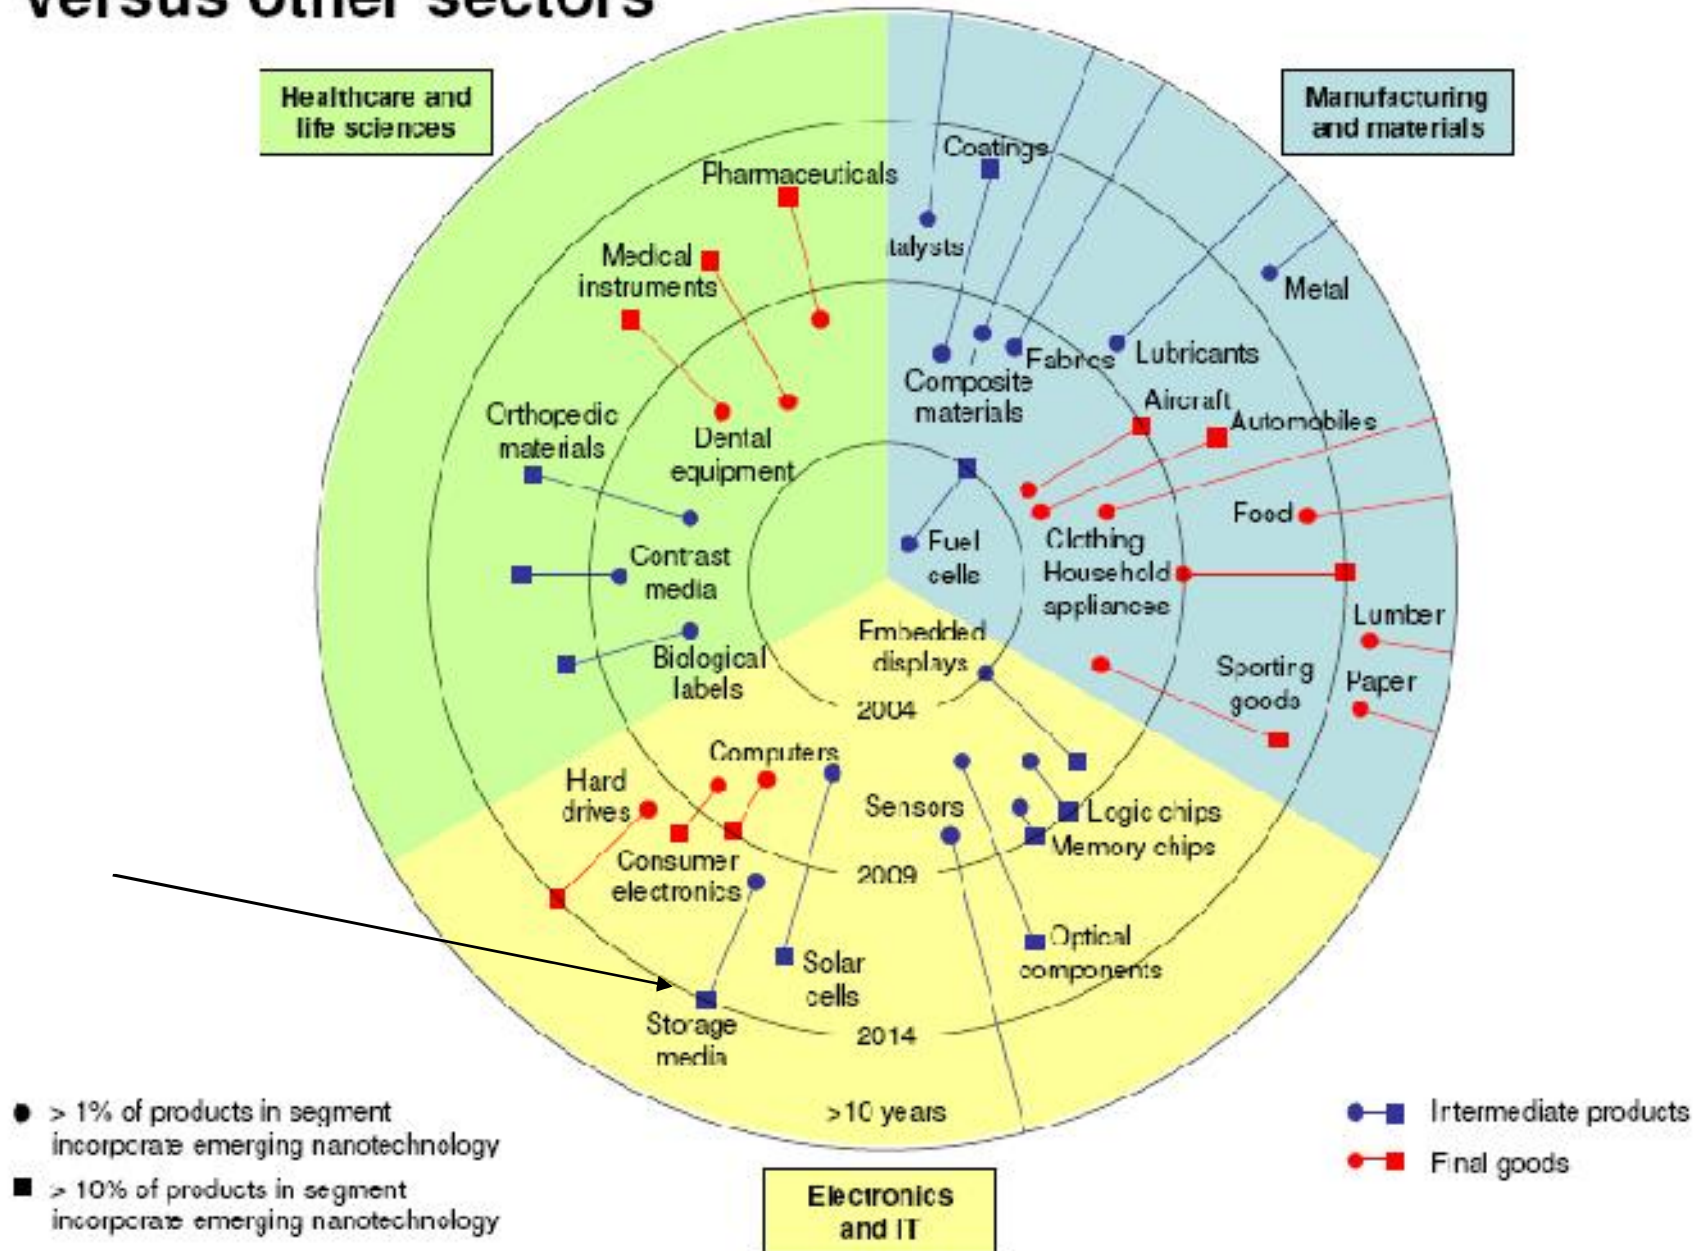 versus other sectors
Healthcare and
life sciences
Manufacturing
and materials
Coatings
Pharmaceuticals
talysts
Medical
instruments
Metal
Fabrics
Lubricants
Composite
materials
Aircraft
Automobiles
Orthopedic
materials
Dental
equipment
Food
Fuel
cells
Clothing
Household
appliances
Contrast
media
Lumber
Embedded
displays
Biological
labels
Sporting
goods
Paper
2004
Computers
Hard
drives
Sensors
Logic chips
Memory chips
Consumer
electronics
2009
Optical
components
Solar
cells
Storage
media
2014
>10 years
> 1% of products in segment
incorporate emerging nanotechnology
> 10% of products in segment
incorporate emerging nanotechnology
Intermediate products
Final goods
Electronics
and IT